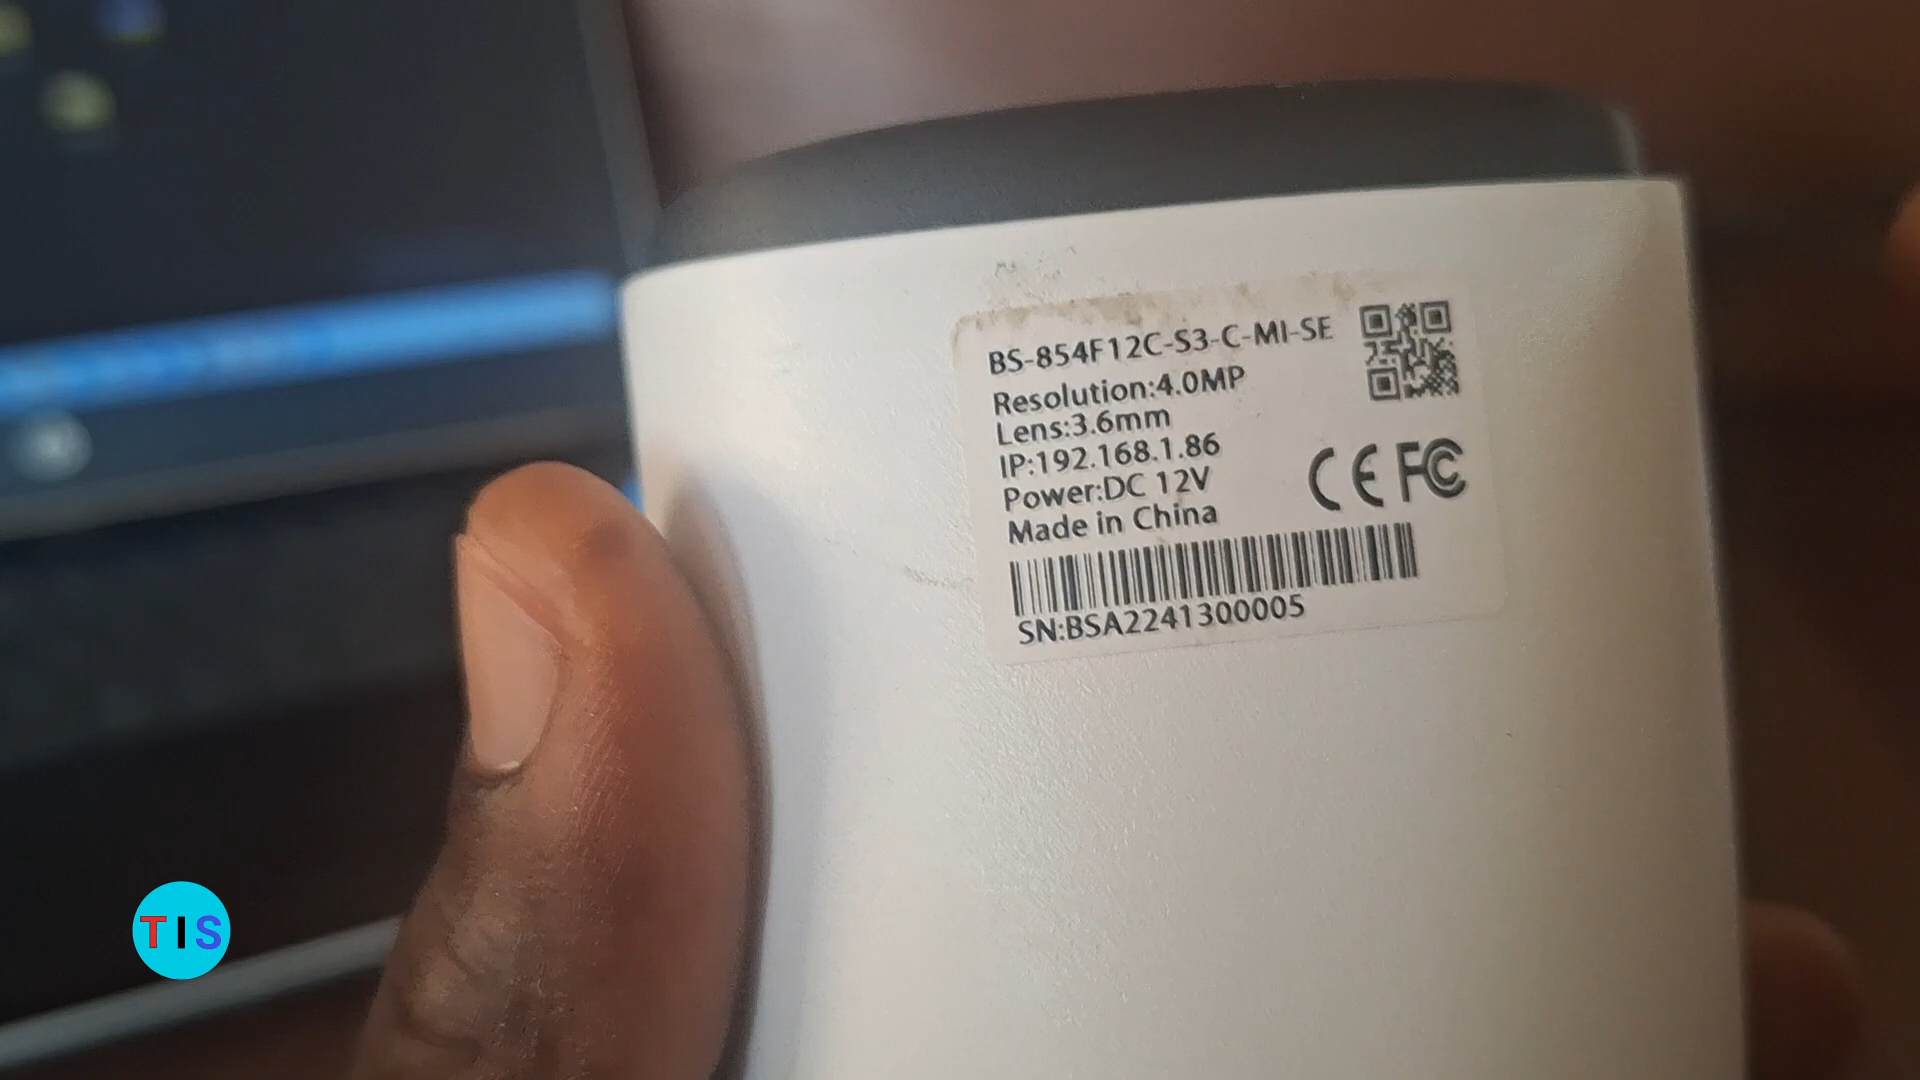 BS-854F12C-S3-C-MI-SE
Resolution:4.0MP
Lens:3.6mm
IP:192.168.1.86
Power:DC 12V
Made in China
CE FC
SN:BSA2241300005
TIS